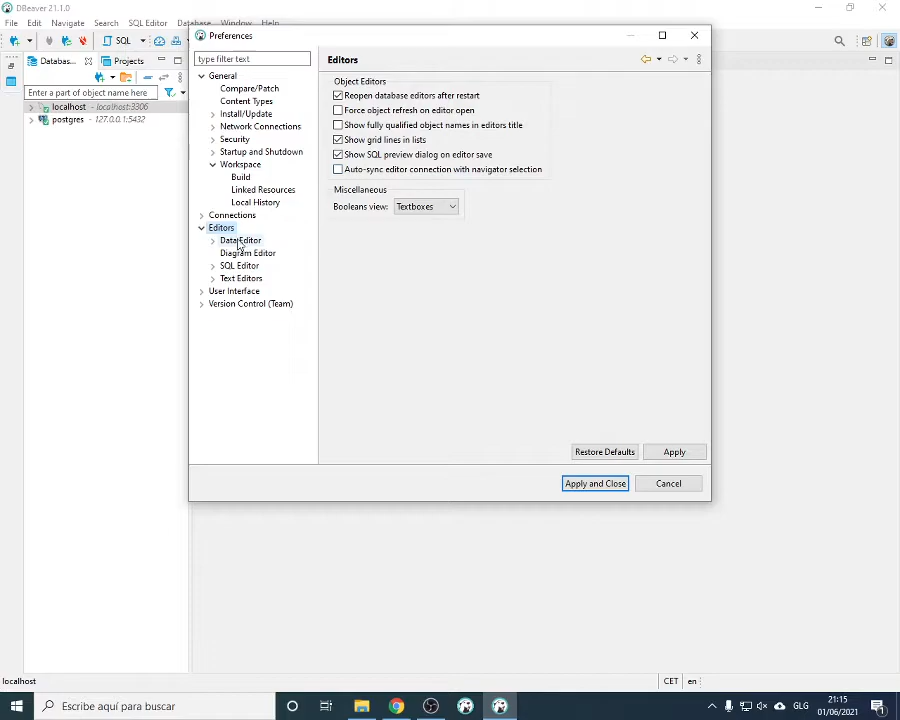 DBeaver 21.1.0
File Edit Navigate Search SQL Editor Database Window Help
SQL
Databas... Projects
Enter a part of object name here
localhost - localhost:3306
postgres - 127.0.0.1:5432
Preferences
type filter text
General
Compare/Patch
Content Types
Install/Update
Network Connections
Security
Startup and Shutdown
Workspace
Build
Linked Resources
Local History
Connections
Editors
Data Editor
Diagram Editor
SQL Editor
Text Editors
User Interface
Version Control (Team)
Editors
Object Editors
Reopen database editors after restart
Force object refresh on editor open
Show fully qualified object names in editors title
Show grid lines in lists
Show SQL preview dialog on editor save
Auto-sync editor connection with navigator selection
Miscellaneous
Booleans view: Textboxes
Restore Defaults Apply
Apply and Close Cancel
localhost CET en
Escribe aquí para buscar
GLG
21:15
01/06/2021
1